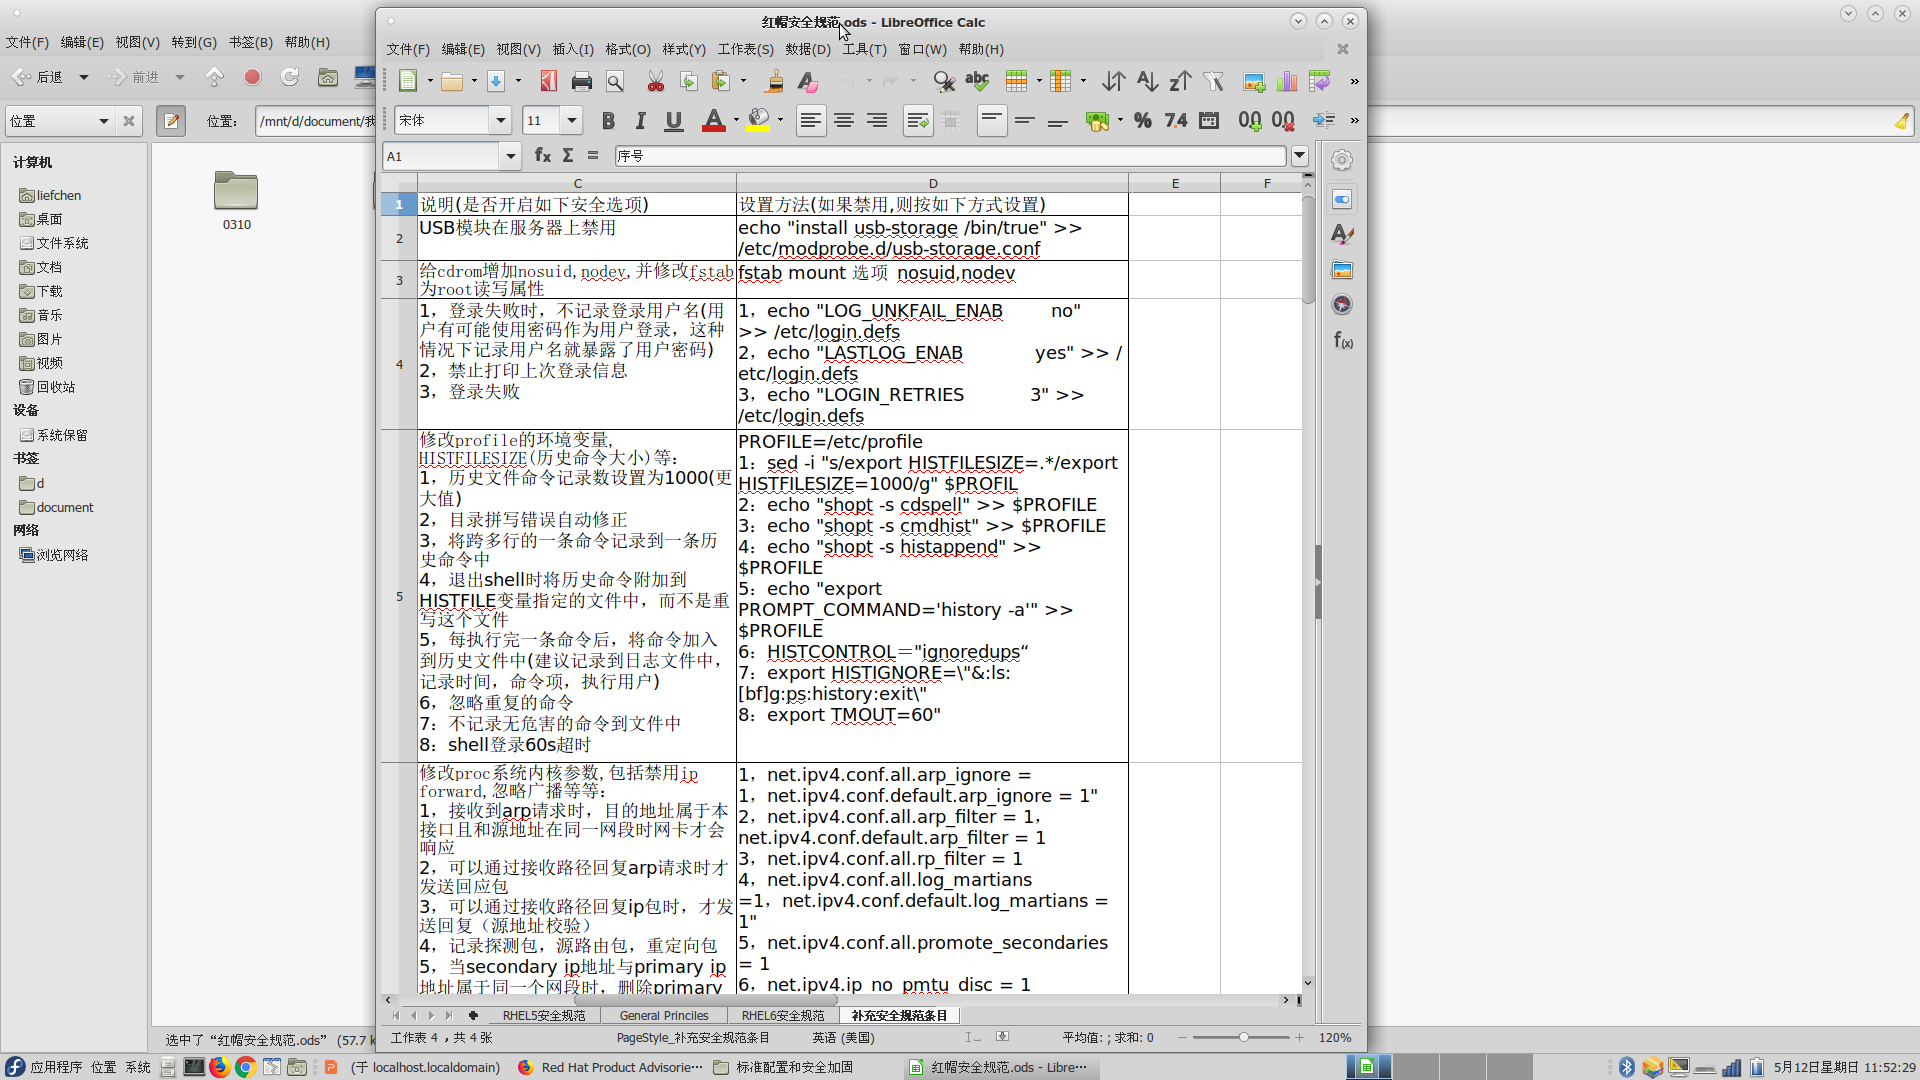 红帽安全规范.ods - LibreOffice Calc
文件(F) 编辑(E) 视图(V) 转到(G) 书签(B) 帮助(H)
文件(F) 编辑(E) 视图(V) 插入(I) 格式(O) 样式(Y) 工作表(S) 数据(D) 工具(T) 窗口(W) 帮助(H)
后退 前进
位置 位置： /mnt/d/document/我
宋体 11
A1 序号
计算机
liefchen
桌面
文件系统
文档
下载
音乐
图片
视频
回收站
设备
系统保留
书签
d
document
网络
浏览网络
0310
C D E F
1 说明(是否开启如下安全选项) 设置方法(如果禁用,则按如下方式设置)
2 USB模块在服务器上禁用
echo "install usb-storage /bin/true" >>
/etc/modprobe.d/usb-storage.conf
3 给cdrom增加nosuid,nodev,并修改fstab
为root读写属性
fstab mount 选项 nosuid,nodev
4
1，登录失败时，不记录登录用户名(用
户有可能使用密码作为用户登录，这种
情况下记录用户名就暴露了用户密码)
2，禁止打印上次登录信息
3，登录失败
1，echo "LOG_UNKFAIL_ENAB no"
>> /etc/login.defs
2，echo "LASTLOG_ENAB yes" >> /
etc/login.defs
3，echo "LOGIN_RETRIES 3" >>
/etc/login.defs
5
修改profile的环境变量,
HISTFILESIZE(历史命令大小)等：
1，历史文件命令记录数设置为1000(更
大值)
2，目录拼写错误自动修正
3，将跨多行的一条命令记录到一条历
史命令中
4，退出shell时将历史命令附加到
HISTFILE变量指定的文件中，而不是重
写这个文件
5，每执行完一条命令后，将命令加入
到历史文件中(建议记录到日志文件中，
记录时间，命令项，执行用户)
6，忽略重复的命令
7：不记录无危害的命令到文件中
8：shell登录60s超时
PROFILE=/etc/profile
1：sed -i "s/export HISTFILESIZE=.*/export
HISTFILESIZE=1000/g" $PROFIL
2：echo "shopt -s cdspell" >> $PROFILE
3：echo "shopt -s cmdhist" >> $PROFILE
4：echo "shopt -s histappend" >>
$PROFILE
5：echo "export
PROMPT_COMMAND='history -a'" >>
$PROFILE
6：HISTCONTROL＝"ignoredups“
7：export HISTIGNORE=\"&:ls:
[bf]g:ps:history:exit\"
8：export TMOUT=60"
修改proc系统内核参数,包括禁用ip
forward,忽略广播等等：
1，接收到arp请求时，目的地址属于本
接口且和源地址在同一网段时网卡才会
响应
2，可以通过接收路径回复arp请求时才
发送回应包
3，可以通过接收路径回复ip包时，才发
送回复（源地址校验）
4，记录探测包，源路由包，重定向包
5，当secondary ip地址与primary ip
地址属于同一个网段时，删除primary
1，net.ipv4.conf.all.arp_ignore =
1，net.ipv4.conf.default.arp_ignore = 1"
2，net.ipv4.conf.all.arp_filter = 1，
net.ipv4.conf.default.arp_filter = 1
3，net.ipv4.conf.all.rp_filter = 1
4，net.ipv4.conf.all.log_martians
=1，net.ipv4.conf.default.log_martians =
1"
5，net.ipv4.conf.all.promote_secondaries
= 1
6，net.ipv4.ip_no_pmtu_disc = 1
RHEL5安全规范 General Princiles RHEL6安全规范 补充安全规范条目
选中了“红帽安全规范.ods” (57.7 k
工作表 4 ，共 4 张 PageStyle_补充安全规范条目 英语 (美国) 平均值: ; 求和: 0 120%
应用程序 位置 系统 (于 localhost.localdomain) Red Hat Product Advisorie··· 标准配置和安全加固 红帽安全规范.ods - Libre··· 5月12日星期日 11:52:29